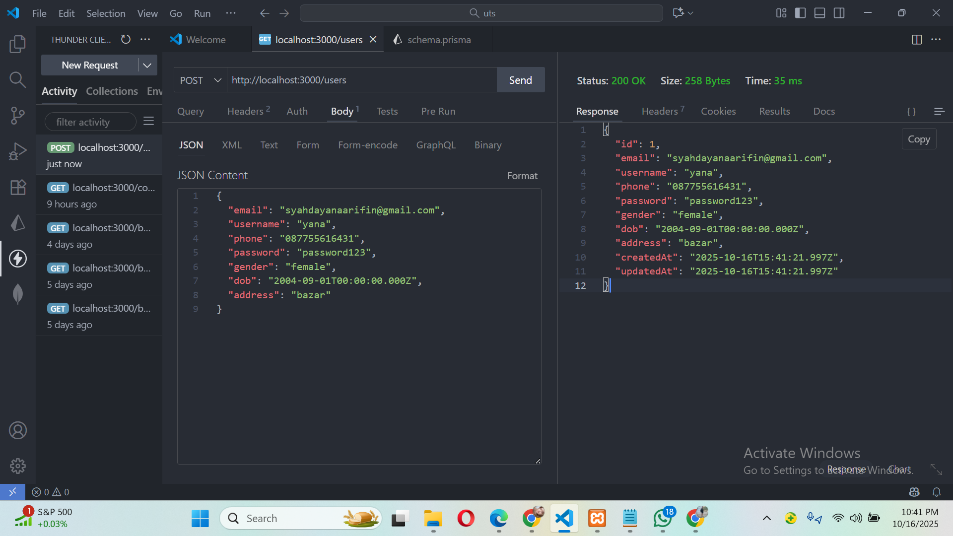 File Edit Selection View Go Run ··· uts
THUNDER CLIE... ···
Welcome
GET localhost:3000/users
schema.prisma
New Request
Activity Collections Env
filter activity
POST localhost:3000/...
just now
GET localhost:3000/co...
9 hours ago
GET localhost:3000/b...
4 days ago
GET localhost:3000/b...
5 days ago
GET localhost:3000/b...
5 days ago
POST http://localhost:3000/users Send
Query Headers 2 Auth Body 1 Tests Pre Run
JSON XML Text Form Form-encode GraphQL Binary
JSON Content Format
1 {
2 "email": "syahdayanaarifin@gmail.com",
3 "username": "yana",
4 "phone": "087755616431",
5 "password": "password123",
6 "gender": "female",
7 "dob": "2004-09-01T00:00:00.000Z",
8 "address": "bazar"
9 }
Status: 200 OK Size: 258 Bytes Time: 35 ms
Response Headers 7 Cookies Results Docs { }
Copy
1 {
2 "id": 1,
3 "email": "syahdayanaarifin@gmail.com",
4 "username": "yana",
5 "phone": "087755616431",
6 "password": "password123",
7 "gender": "female",
8 "dob": "2004-09-01T00:00:00.000Z",
9 "address": "bazar",
10 "createdAt": "2025-10-16T15:41:21.997Z",
11 "updatedAt": "2025-10-16T15:41:21.997Z"
12 }
Activate Windows
Go to Settings to activate Windows.
Response Chart
0 0
1 S&P 500
+0.03%
Search
18
10:41 PM
10/16/2025